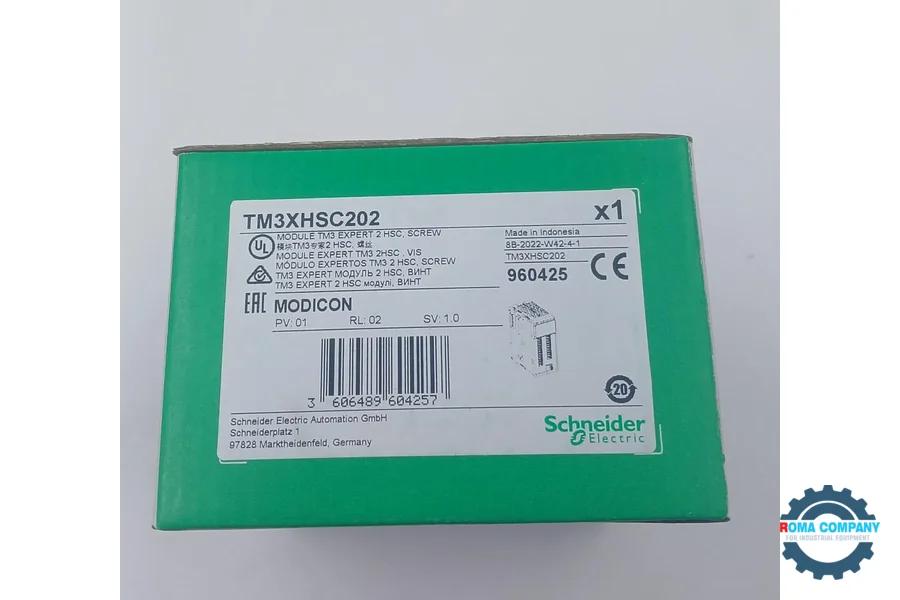 TM3XHSC202
x1
MODULE TM3 EXPERT 2 HSC, SCREW
模块TM3专家2 HSC, 螺丝
MODULE EXPERT TM3 2HSC , VIS
MÓDULO EXPERTOS TM3 2 HSC, SCREW
TM3 EXPERT МОДУЛЬ 2 HSC, ВИНТ
TM3 EXPERT 2 HSC модулі, ВИНТ
UL
EAC
MODICON
PV: 01 RL: 02 SV: 1.0
Made in Indonesia
8B-2022-W42-4-1
TM3XHSC202
960425
CE
3 606489 604257
20
Schneider Electric Automation GmbH
Schneiderplatz 1
97828 Marktheidenfeld, Germany
Schneider
Electric
ROMA COMPANY
FOR INDUSTRIAL EQUIPMENT